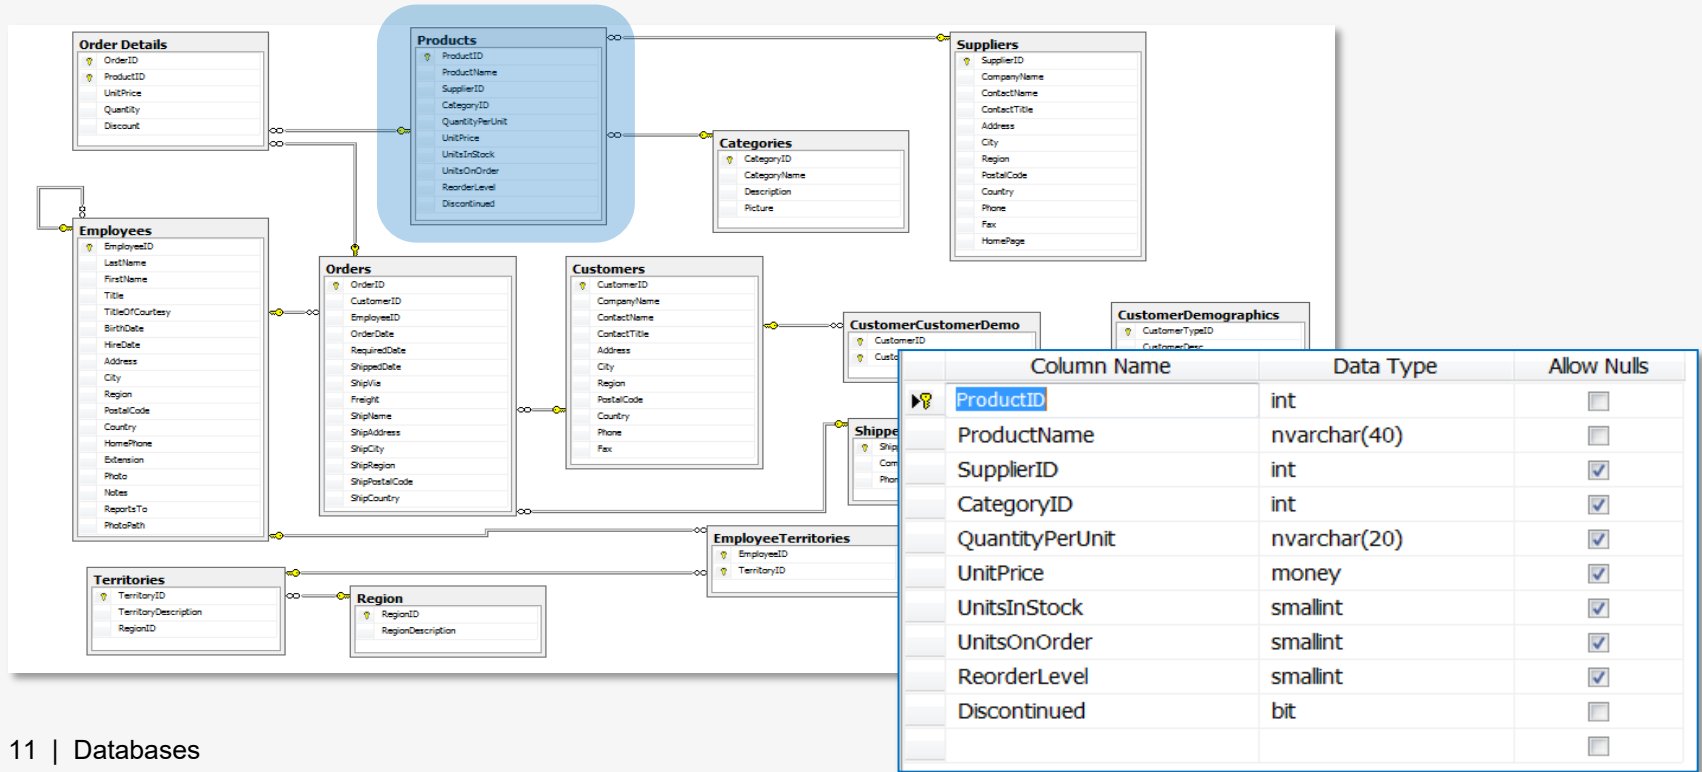 Order Details
OrderID
ProductID
UnitPrice
Quantity
Discount
Products
ProductID
ProductName
SupplierID
CategoryID
QuantityPerUnit
UnitPrice
UnitsInStock
UnitsOnOrder
ReorderLevel
Discontinued
Suppliers
SupplierID
CompanyName
ContactName
ContactTitle
Address
City
Region
PostalCode
Country
Phone
Fax
HomePage
Categories
CategoryID
CategoryName
Description
Picture
Employees
EmployeeID
LastName
FirstName
Title
TitleOfCourtesy
BirthDate
HireDate
Address
City
Region
PostalCode
Country
HomePhone
Extension
Photo
Notes
ReportsTo
PhotoPath
Orders
OrderID
CustomerID
EmployeeID
OrderDate
RequiredDate
ShippedDate
ShipVia
Freight
ShipName
ShipAddress
ShipCity
ShipRegion
ShipPostalCode
ShipCountry
Customers
CustomerID
CompanyName
ContactName
ContactTitle
Address
City
Region
PostalCode
Country
Phone
Fax
CustomerCustomerDemo
CustomerID
Custo
CustomerDemographics
CustomerTypeID
CustomerDesc
Shippe
Ship
Com
Phon
EmployeeTerritories
EmployeeID
TerritoryID
Territories
TerritoryID
TerritoryDescription
RegionID
Region
RegionID
RegionDescription
Column Name Data Type Allow Nulls
ProductID int
ProductName nvarchar(40)
SupplierID int
CategoryID int
QuantityPerUnit nvarchar(20)
UnitPrice money
UnitsInStock smallint
UnitsOnOrder smallint
ReorderLevel smallint
Discontinued bit
11 | Databases